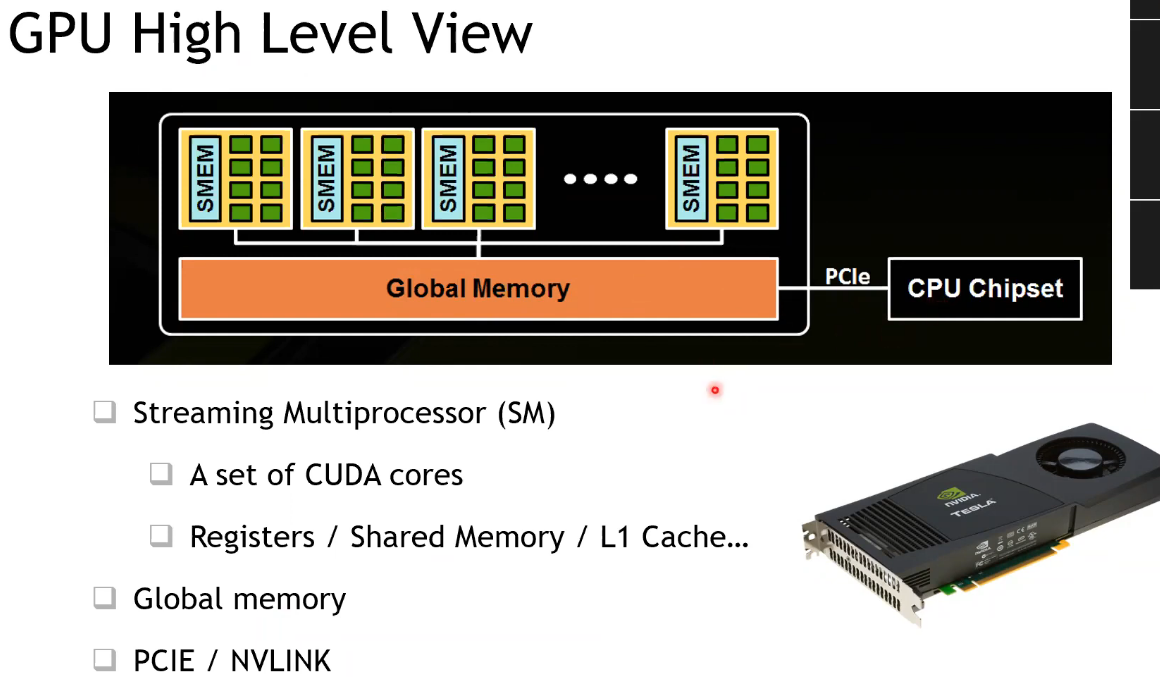 GPU High Level View
SMEM
SMEM
SMEM
SMEM
Global Memory
PCIe
CPU Chipset
Streaming Multiprocessor (SM)
A set of CUDA cores
Registers / Shared Memory / L1 Cache…
Global memory
PCIE / NVLINK
NVIDIA
TESLA